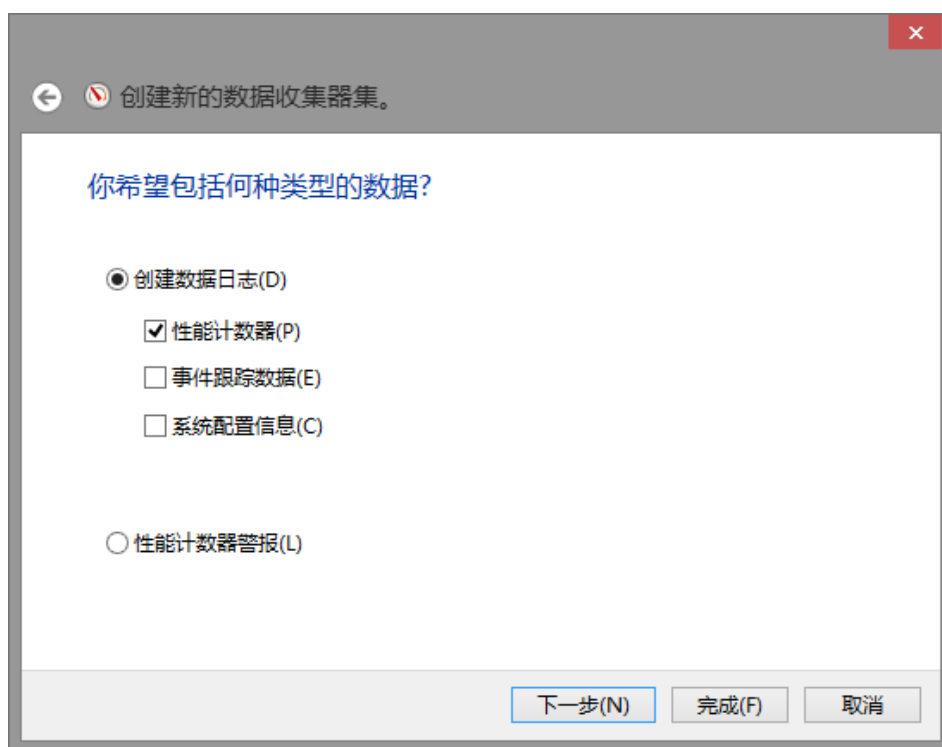 创建新的数据收集器集。
你希望包括何种类型的数据?
创建数据日志(D)
性能计数器(P)
事件跟踪数据(E)
系统配置信息(C)
性能计数器警报(L)
下一步(N) 完成(F) 取消